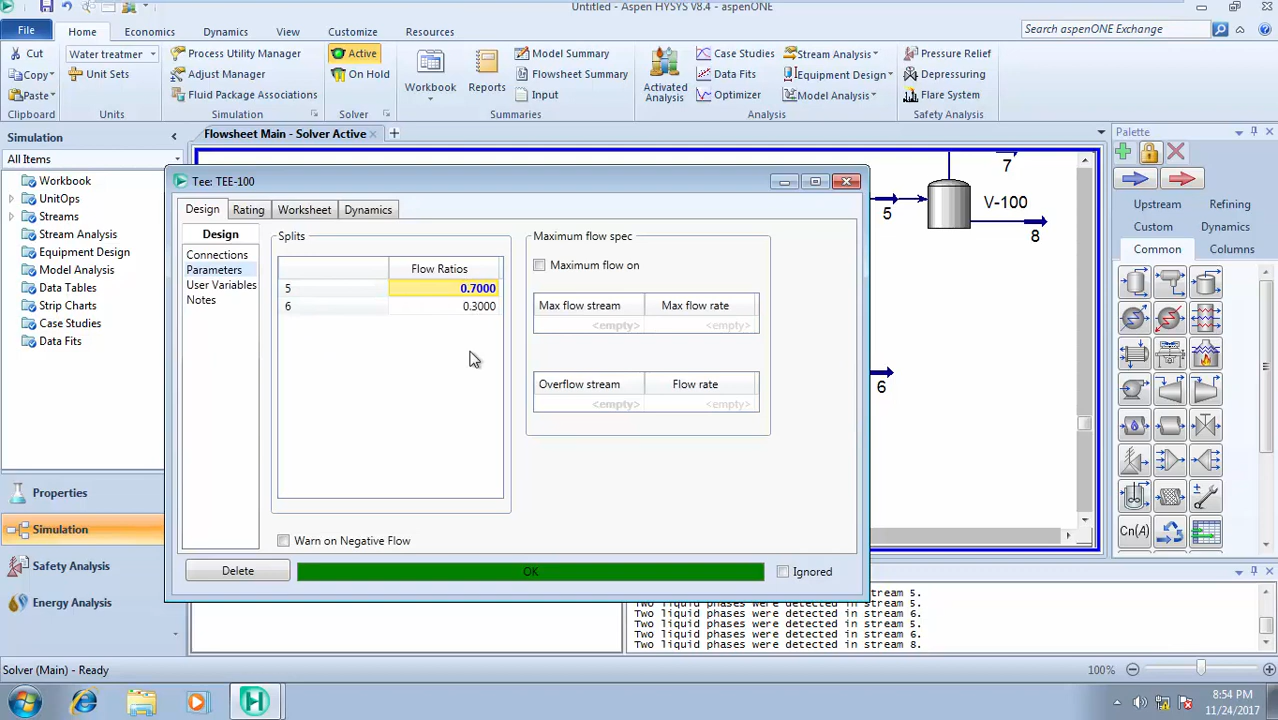 Untitled - Aspen HYSYS V8.4 - aspenONE
File
Home
Economics
Dynamics
View
Customize
Resources
Search aspenONE Exchange
Cut
Copy
Paste
Clipboard
Water treatmer
Unit Sets
Units
Process Utility Manager
Adjust Manager
Fluid Package Associations
Simulation
Active
On Hold
Solver
Workbook
Reports
Model Summary
Flowsheet Summary
Input
Summaries
Activated Analysis
Case Studies
Data Fits
Optimizer
Stream Analysis
Equipment Design
Model Analysis
Analysis
Pressure Relief
Depressuring
Flare System
Safety Analysis
Simulation
All Items
Workbook
UnitOps
Streams
Stream Analysis
Equipment Design
Model Analysis
Data Tables
Strip Charts
Case Studies
Data Fits
Properties
Simulation
Safety Analysis
Energy Analysis
Flowsheet Main - Solver Active
Tee: TEE-100
Design
Rating
Worksheet
Dynamics
Design
Connections
Parameters
User Variables
Notes
Splits
Flow Ratios
5 0.7000
6 0.3000
Maximum flow spec
Maximum flow on
Max flow stream Max flow rate
<empty> <empty>
Overflow stream Flow rate
<empty> <empty>
Warn on Negative Flow
Delete
OK
Ignored
7
5
V-100
8
6
Palette
Upstream
Refining
Custom
Dynamics
Common
Columns
Cn(A)
tream 5.
Two liquid phases were detected in stream 5.
Two liquid phases were detected in stream 6.
Two liquid phases were detected in stream 5.
Two liquid phases were detected in stream 6.
Two liquid phases were detected in stream 8.
Solver (Main) - Ready
100%
8:54 PM
11/24/2017